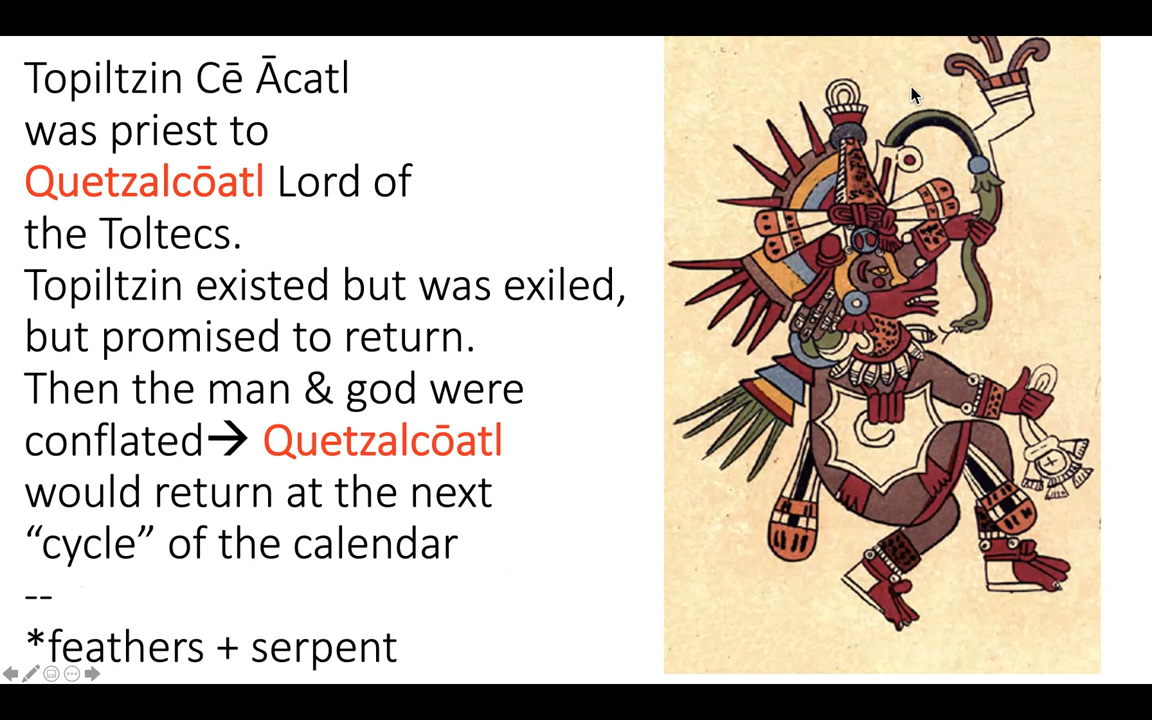 Topiltzin Cē Ācatl
was priest to
Quetzalcōatl Lord of
the Toltecs.
Topiltzin existed but was exiled,
but promised to return.
Then the man & god were
conflated→ Quetzalcōatl
would return at the next
“cycle” of the calendar
--
*feathers + serpent